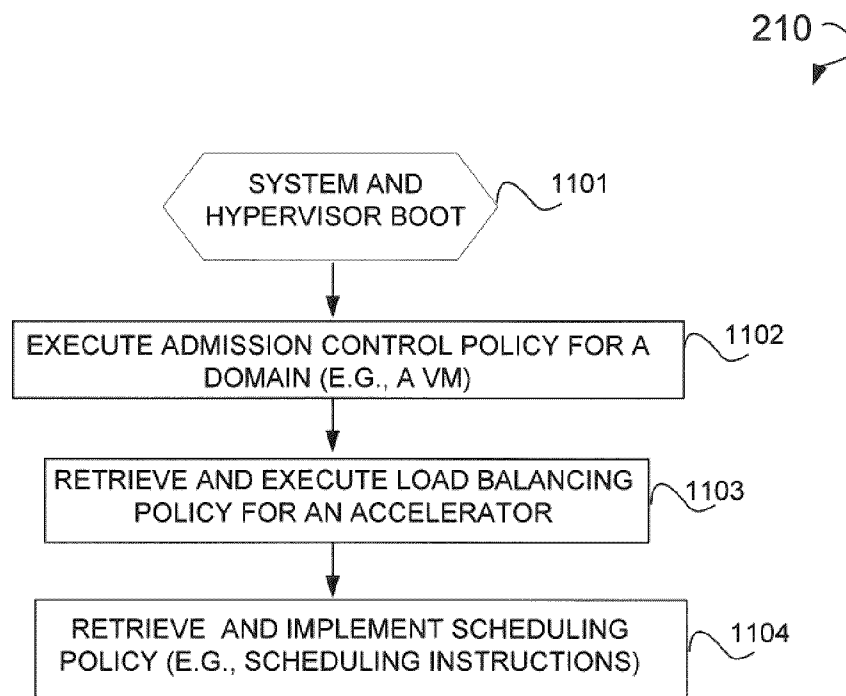 210
SYSTEM AND
HYPERVISOR BOOT
1101
EXECUTE ADMISSION CONTROL POLICY FOR A
DOMAIN (E.G., A VM)
1102
RETRIEVE AND EXECUTE LOAD BALANCING
POLICY FOR AN ACCELERATOR
1103
RETRIEVE AND IMPLEMENT SCHEDULING
POLICY (E.G., SCHEDULING INSTRUCTIONS)
1104